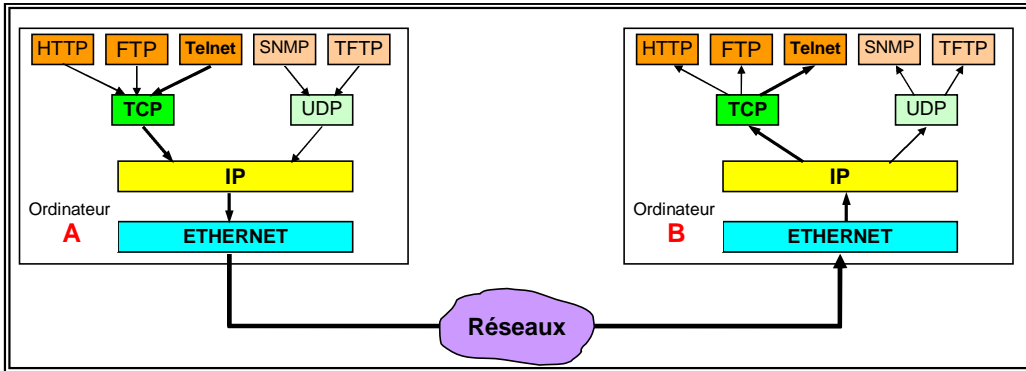 HTTP FTP Telnet SNMP TFTP
TCP UDP
IP
Ordinateur
A
ETHERNET
HTTP FTP Telnet SNMP TFTP
TCP UDP
IP
Ordinateur
B
ETHERNET
Réseaux